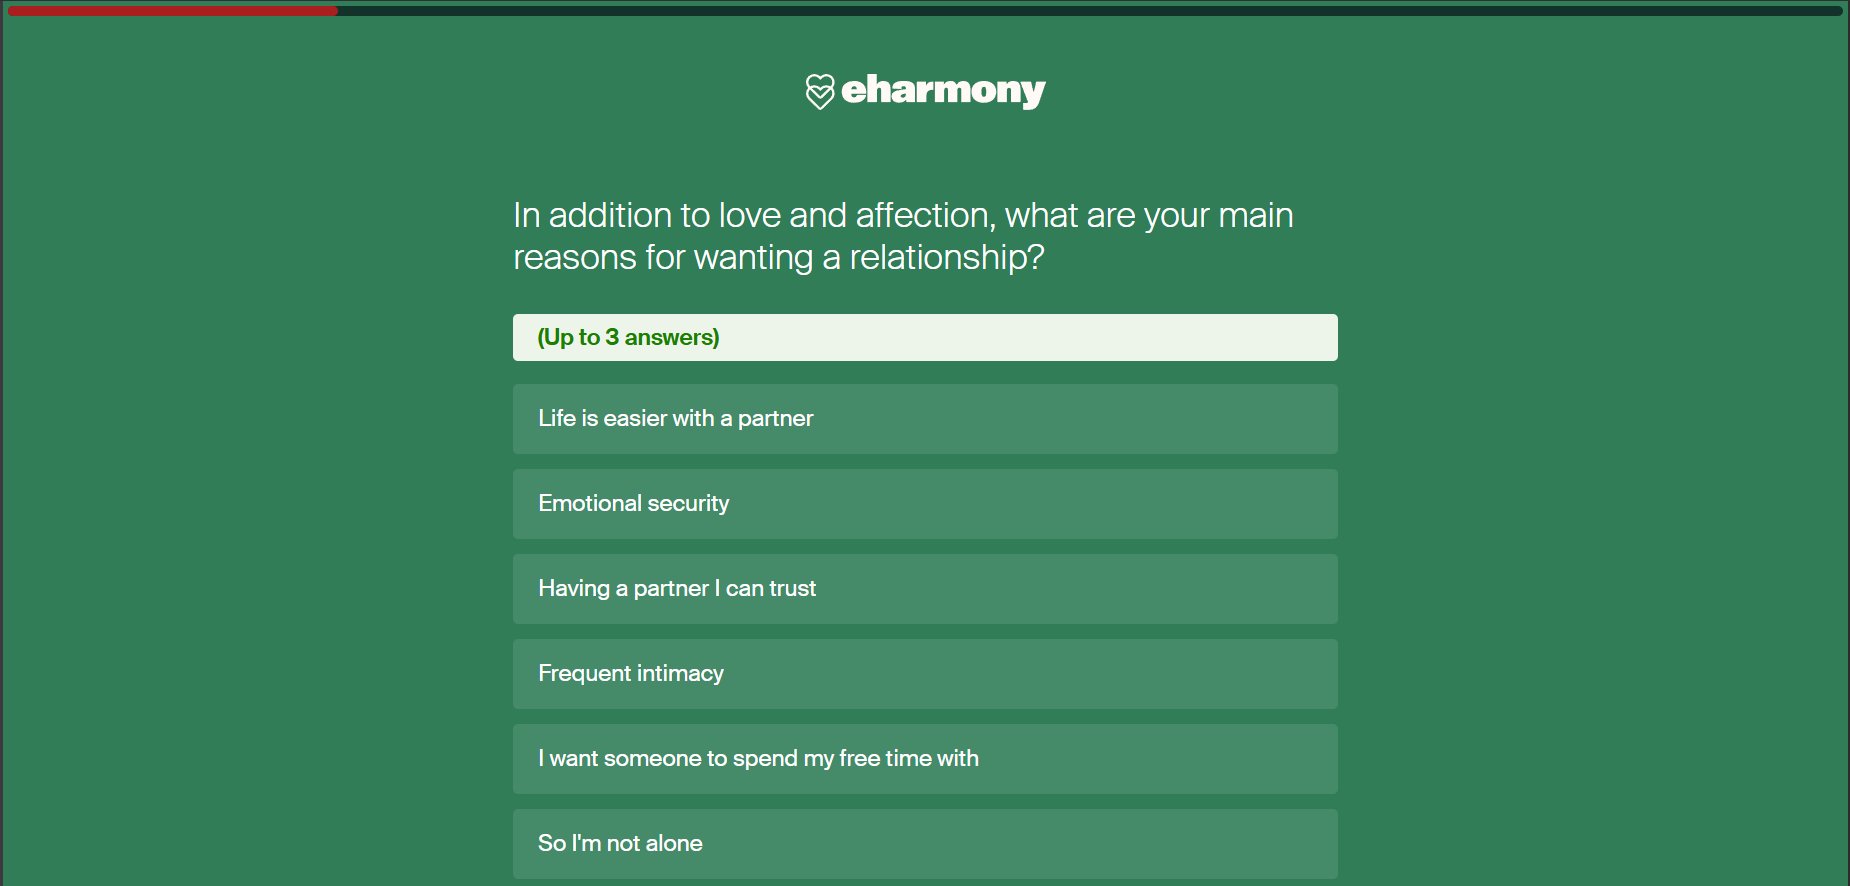 eharmony
In addition to love and affection, what are your main
reasons for wanting a relationship?
(Up to 3 answers)
Life is easier with a partner
Emotional security
Having a partner I can trust
Frequent intimacy
I want someone to spend my free time with
So I'm not alone